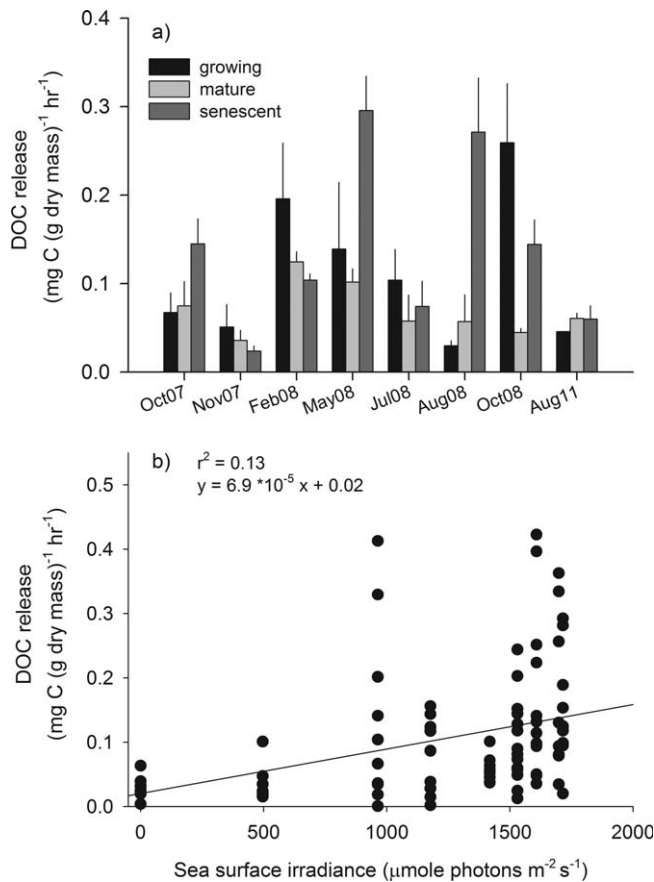 a)
growing
mature
senescent
DOC release
(mg C (g dry mass)⁻¹ hr⁻¹)
0.4
0.3
0.2
0.1
0.0
Oct07 Nov07 Feb08 May08 Jul08 Aug08 Oct08 Aug11
b)
r² = 0.13
y = 6.9 *10⁻⁵ x + 0.02
DOC release
(mg C (g dry mass)⁻¹ hr⁻¹)
0.5
0.4
0.3
0.2
0.1
0.0
0 500 1000 1500 2000
Sea surface irradiance (μmole photons m⁻² s⁻¹)